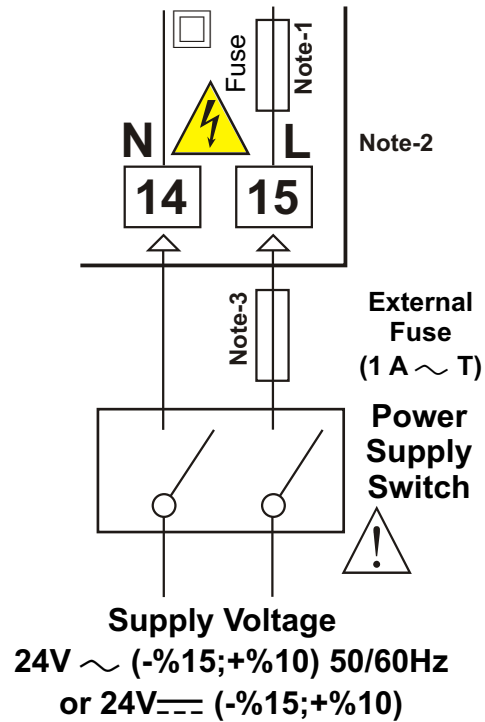 Fuse
Note-1
N
L
Note-2
14
15
Note-3
External
Fuse
(1 A ~ T)
Power
Supply
Switch
!
Supply Voltage
24V ~ (-%15;+%10) 50/60Hz
or 24V⎓ (-%15;+%10)